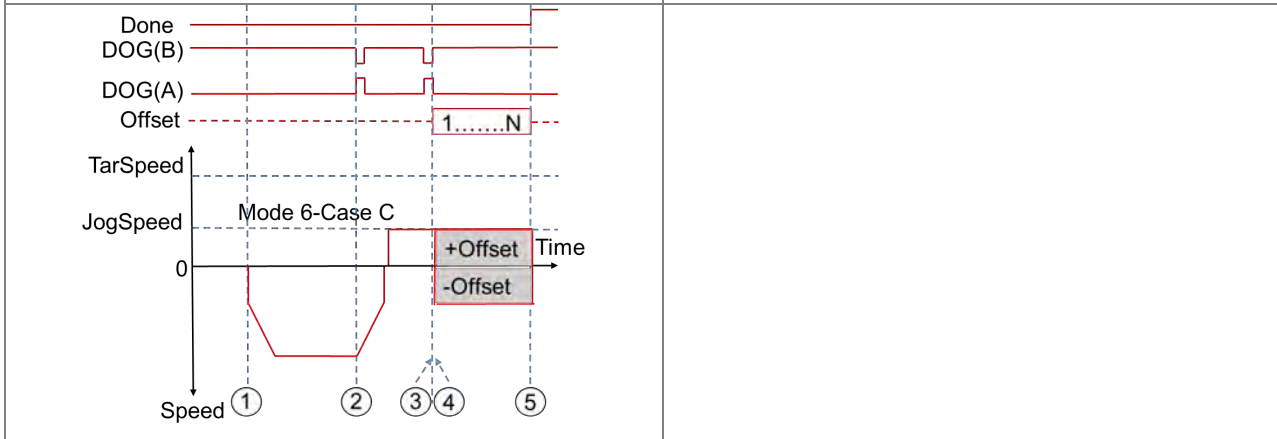 Done
DOG(B)
DOG(A)
Offset
1.......N
TarSpeed
JogSpeed
Mode 6-Case C
+Offset
Time
0
-Offset
Speed
1
2
3
4
5